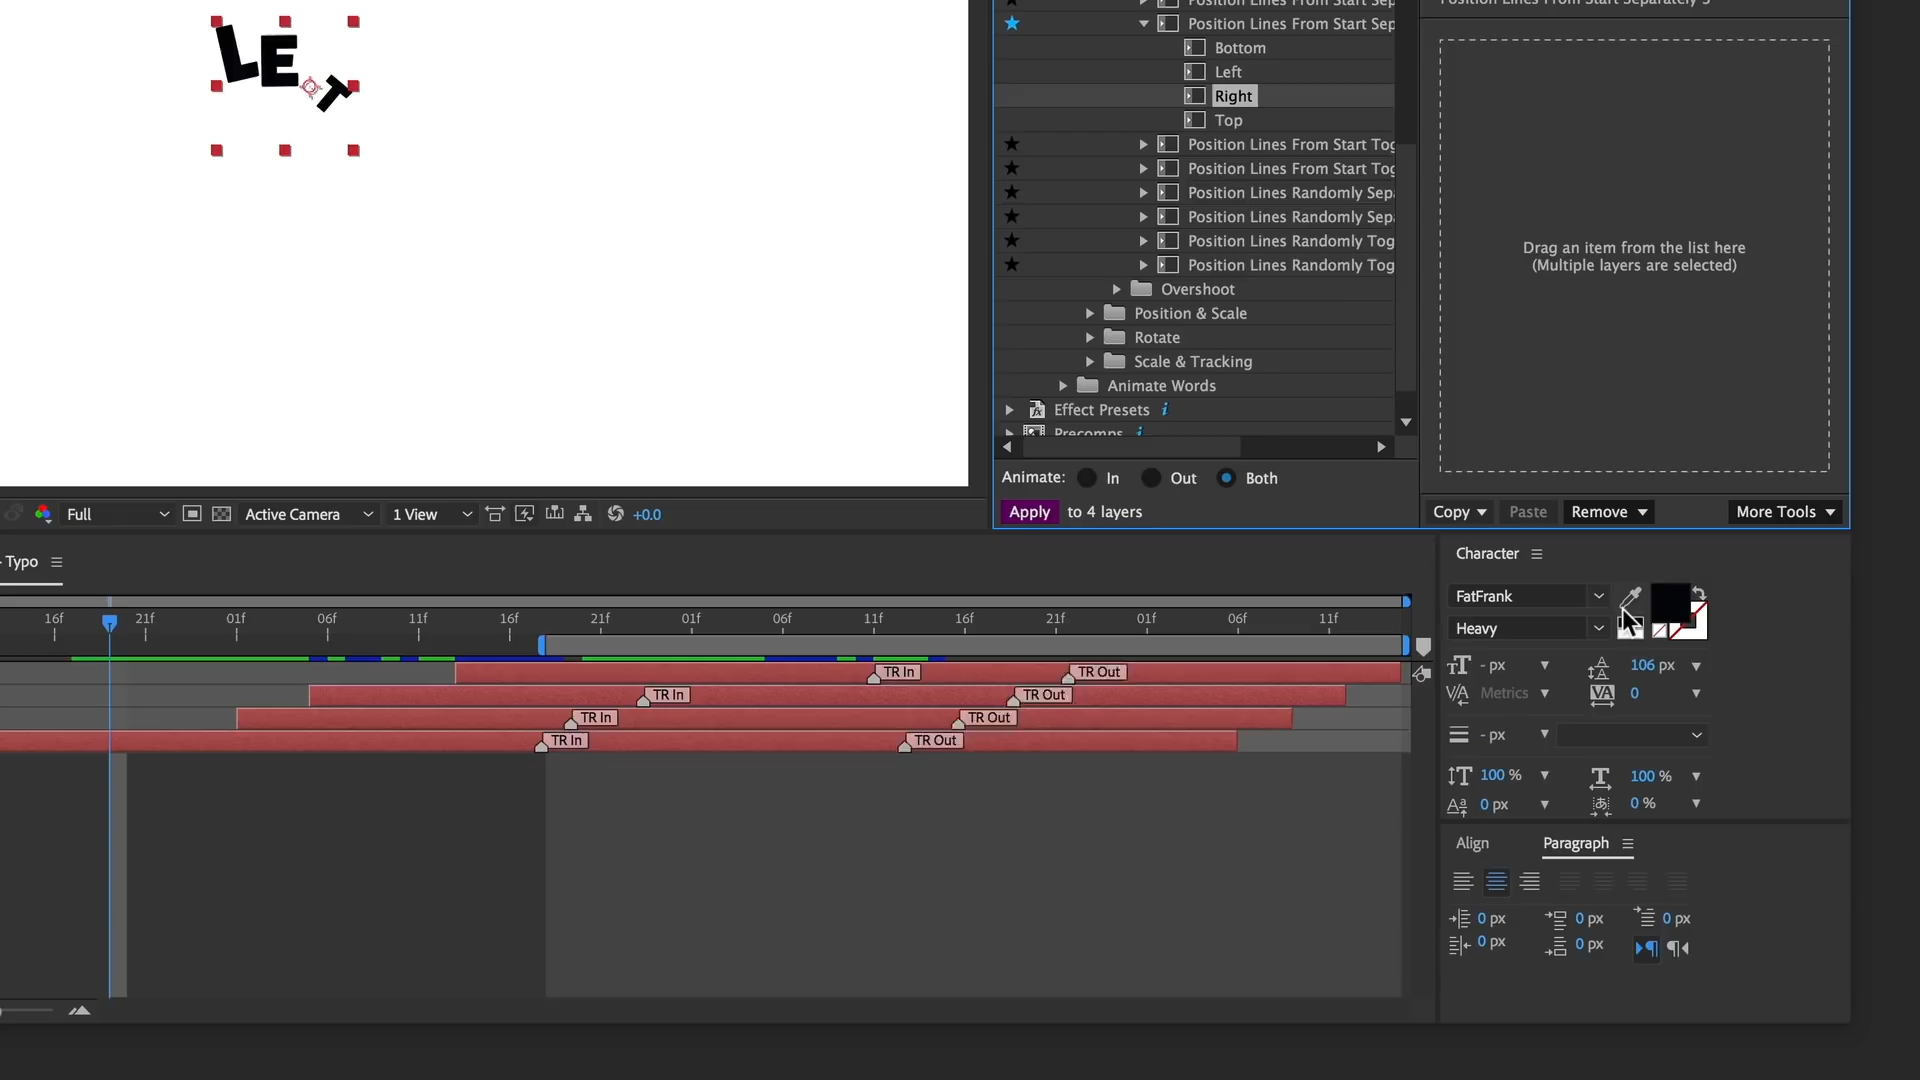 LET
Position Lines From Start Sep
Position Lines From Start Separately 3
Position Lines From Start Sep
Bottom
Left
Right
Top
Position Lines From Start Tog
Position Lines From Start Tog
Position Lines Randomly Sepa
Position Lines Randomly Sepa
Position Lines Randomly Tog
Position Lines Randomly Tog
Overshoot
Position & Scale
Rotate
Scale & Tracking
Animate Words
Effect Presets i
Precomps i
Drag an item from the list here
(Multiple layers are selected)
Animate: In Out Both
Apply to 4 layers
Copy Paste Remove More Tools
Full Active Camera 1 View +0.0
Typo
16f 21f 01f 06f 11f 16f 21f 01f 06f 11f 16f 21f 01f 06f 11f
TR In TR Out
TR In TR Out
TR In TR Out
TR In TR Out
Character
FatFrank
Heavy
- px 106 px
Metrics 0
- px
100 % 100 %
0 px 0 %
Align Paragraph
0 px 0 px 0 px
0 px 0 px